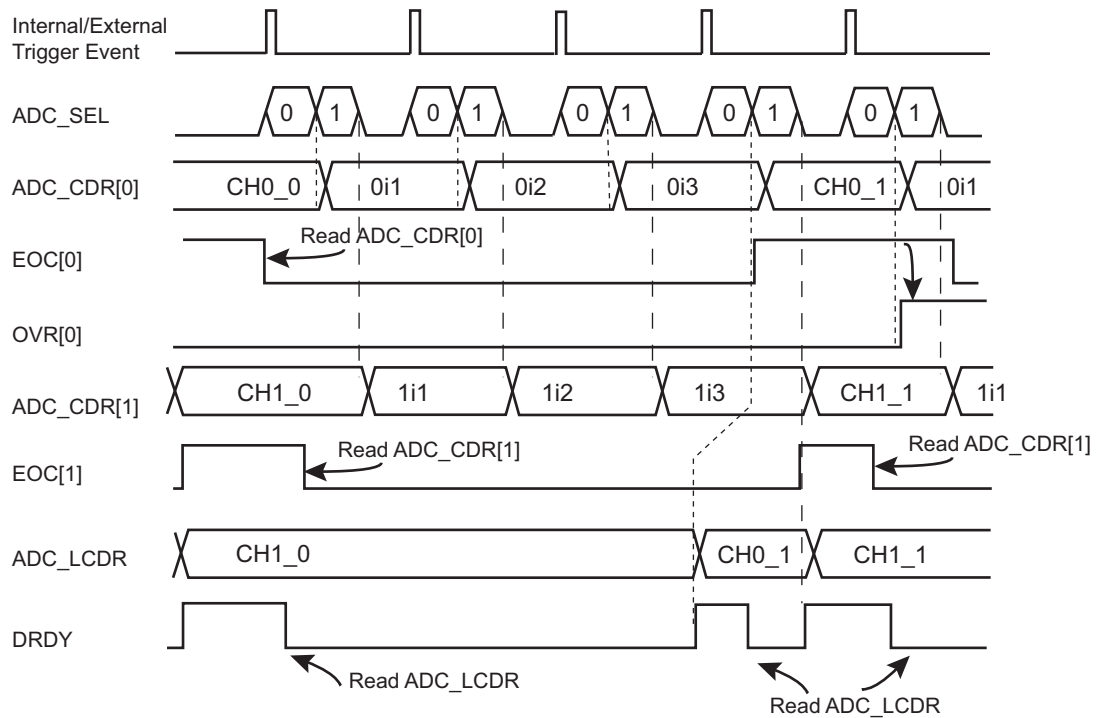 Internal/External
Trigger Event
ADC_SEL
0 1 0 1 0 1 0 1 0 1
ADC_CDR[0]
CH0_0 0i1 0i2 0i3 CH0_1 0i1
Read ADC_CDR[0]
EOC[0]
OVR[0]
ADC_CDR[1]
CH1_0 1i1 1i2 1i3 CH1_1 1i1
Read ADC_CDR[1]
Read ADC_CDR[1]
EOC[1]
ADC_LCDR
CH1_0 CH0_1 CH1_1
DRDY
Read ADC_LCDR
Read ADC_LCDR